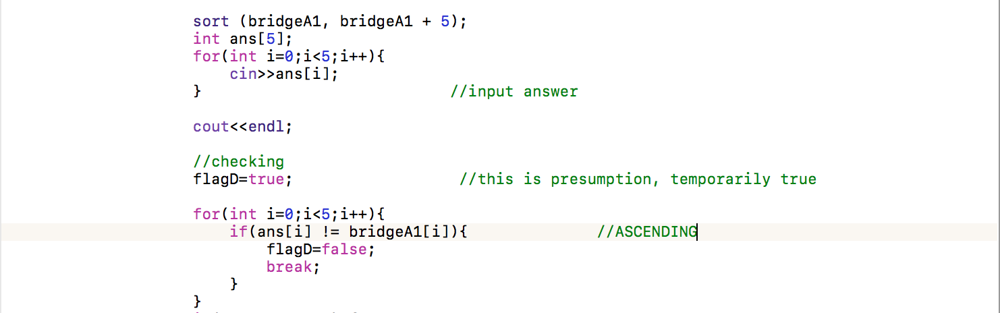 sort (bridgeA1, bridgeA1 + 5);
int ans[5];
for(int i=0;i<5;i++){
cin>>ans[i];
} //input answer
cout<<endl;
//checking
flagD=true; //this is presumption, temporarily true
for(int i=0;i<5;i++){
if(ans[i] != bridgeA1[i]){ //ASCENDING
flagD=false;
break;
}
}